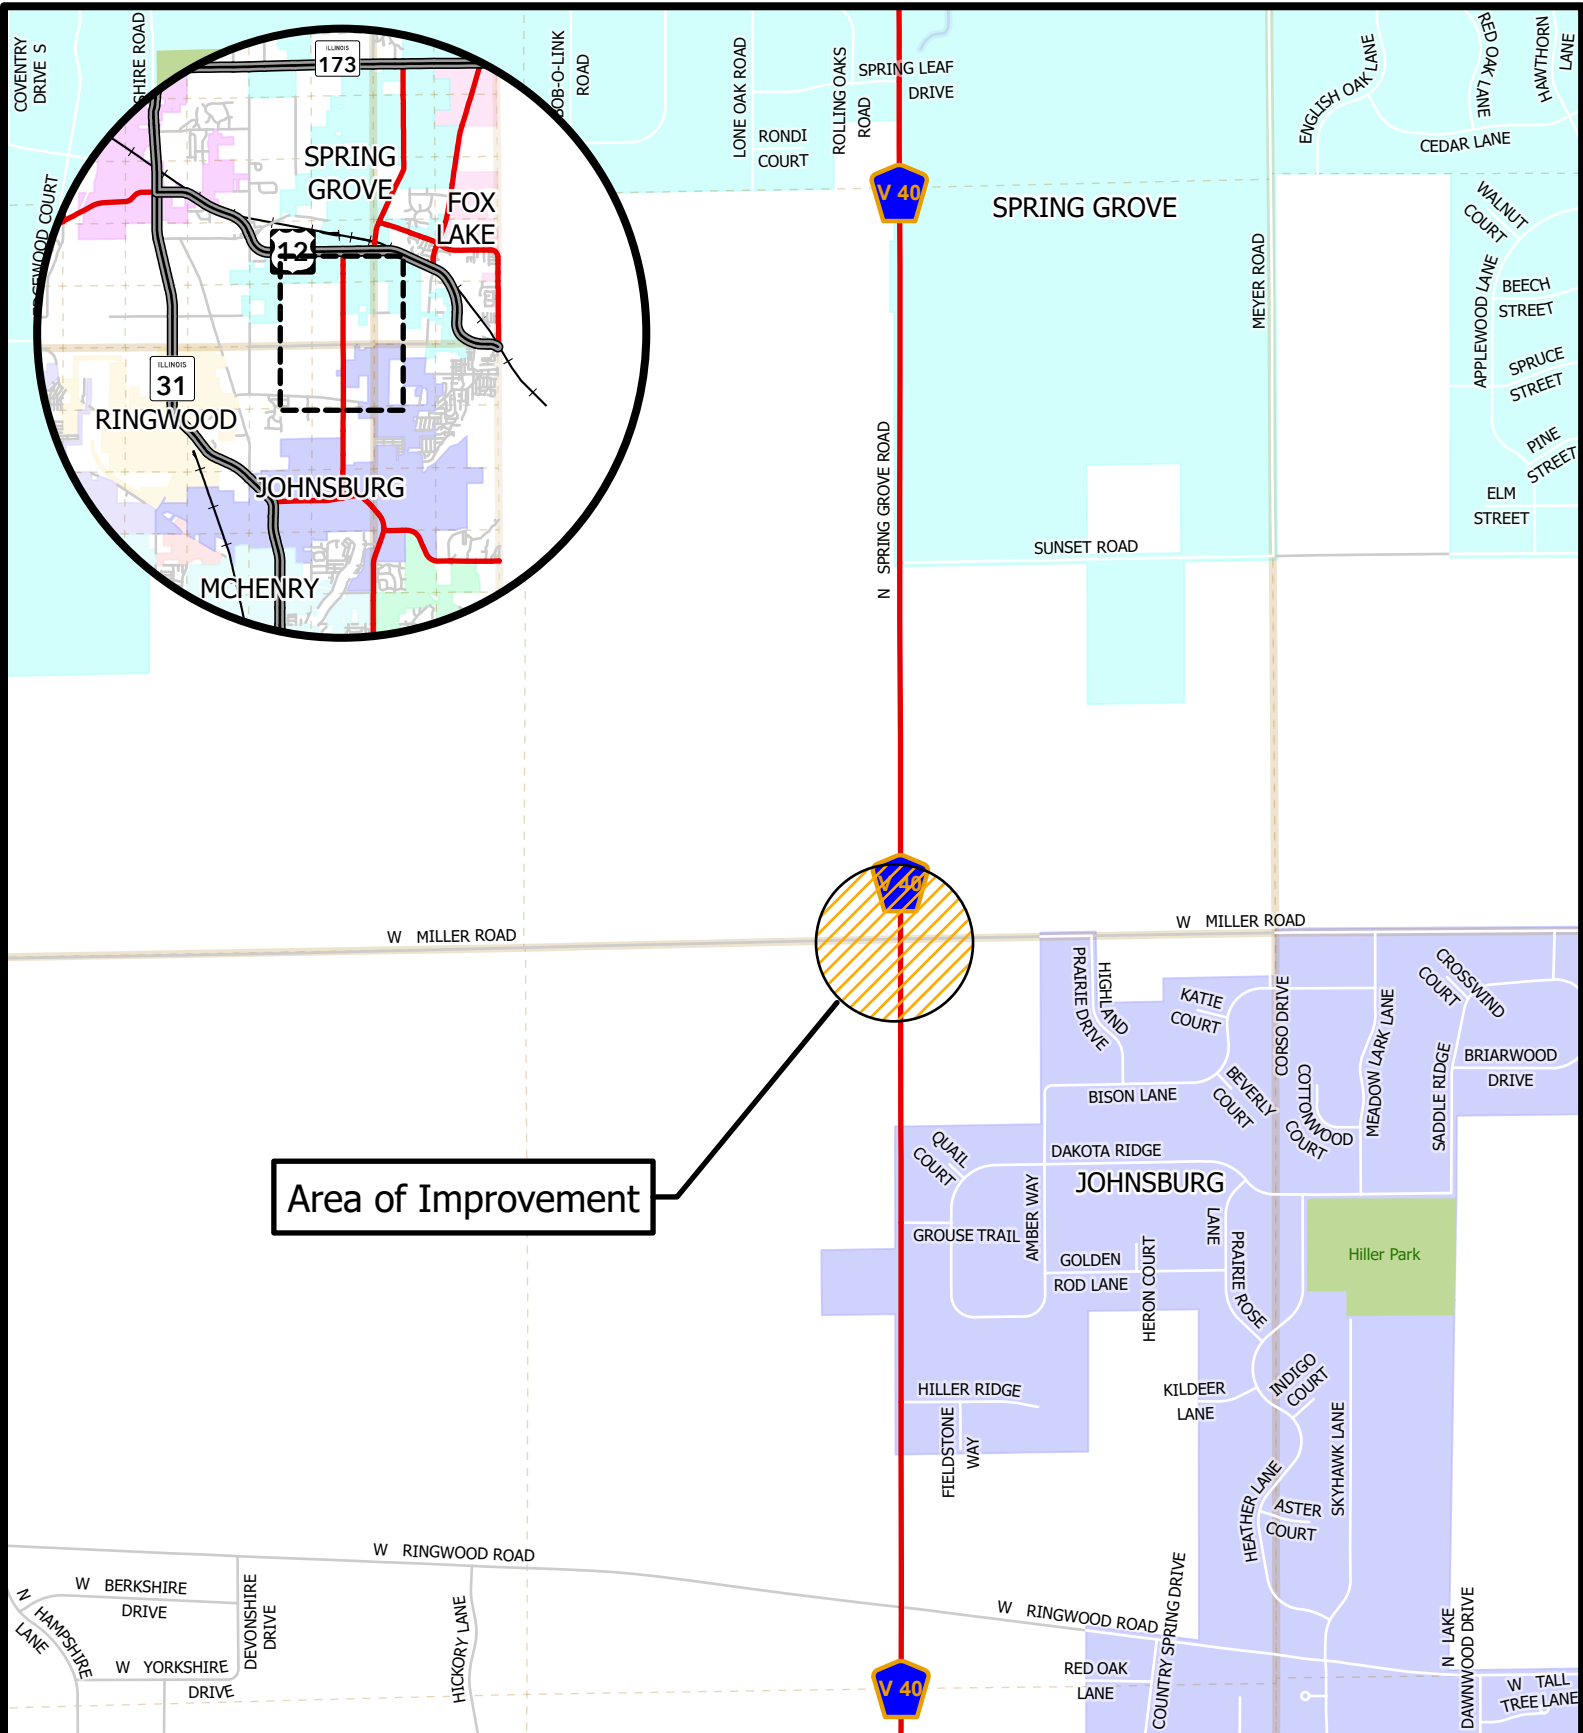 COVENTRY
DRIVE S
SHIRE ROAD
ILLINOIS
173
BOB-O-LINK
ROAD
LONE OAK ROAD
RONDI
COURT
ROLLING OAKS
ROAD
SPRING LEAF
DRIVE
ENGLISH OAK LANE
RED OAK LANE
HAWTHORN
LANE
CEDAR LANE
SPRING
GROVE
FOX
LAKE
12
EDGEWOOD COURT
V 40
SPRING GROVE
MEYER ROAD
WALNUT
COURT
APPLEWOOD LANE
BEECH
STREET
SPRUCE
STREET
PINE
STREET
ELM
STREET
ILLINOIS
31
RINGWOOD
JOHNSBURG
MCHENRY
N SPRING GROVE ROAD
SUNSET ROAD
V 40
W MILLER ROAD
W MILLER ROAD
HIGHLAND
PRAIRIE DRIVE
KATIE
COURT
CORSO DRIVE
MEADOW LARK LANE
CROSSWIND
COURT
SADDLE RIDGE
BRIARWOOD
DRIVE
BISON LANE
BEVERLY
COURT
COTTONWOOD
COURT
QUAIL
COURT
DAKOTA RIDGE
JOHNSBURG
Area of Improvement
AMBER WAY
GROUSE TRAIL
GOLDEN
ROD LANE
HERON COURT
PRAIRIE ROSE
LANE
Hiller Park
HILLER RIDGE
FIELDSTONE
WAY
KILDEER
LANE
INDIGO
COURT
SKYHAWK LANE
HEATHER LANE
ASTER
COURT
W RINGWOOD ROAD
W BERKSHIRE
DRIVE
N HAMPSHIRE
LANE
DEVONSHIRE
DRIVE
W YORKSHIRE
DRIVE
HICKORY LANE
W RINGWOOD ROAD
V 40
RED OAK
LANE
COUNTRY SPRING DRIVE
N LAKE
DAWNWOOD DRIVE
W TALL
TREE LANE